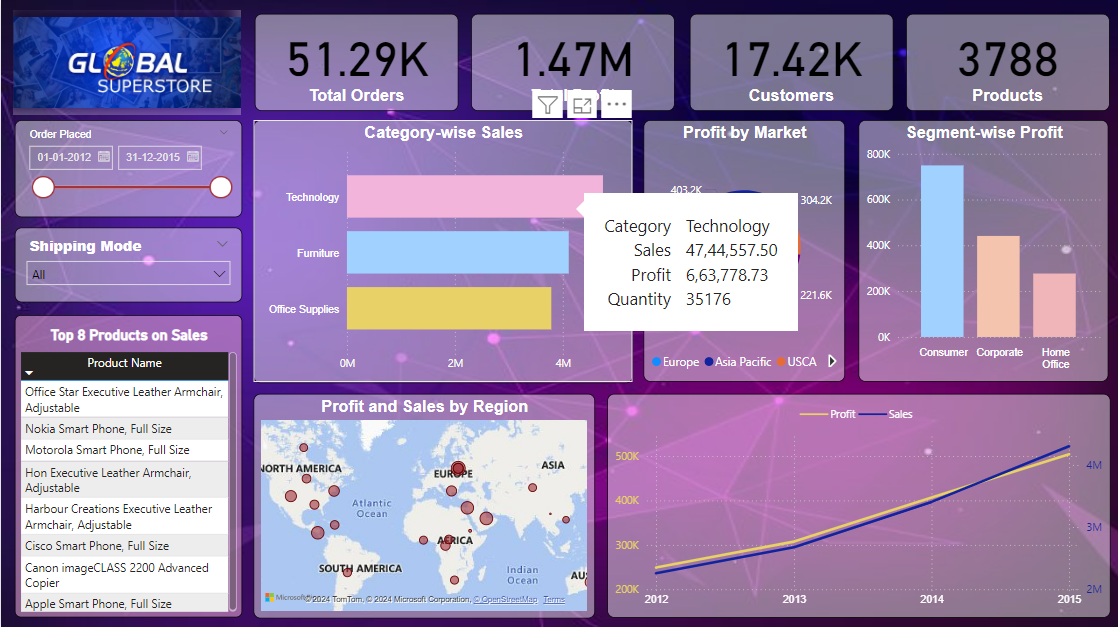 GLOBAL
SUPERSTORE
51.29K
Total Orders
1.47M
17.42K
Customers
3788
Products
Order Placed
01-01-2012
31-12-2015
Shipping Mode
All
Top 8 Products on Sales
Product Name
Office Star Executive Leather Armchair,
Adjustable
Nokia Smart Phone, Full Size
Motorola Smart Phone, Full Size
Hon Executive Leather Armchair,
Adjustable
Harbour Creations Executive Leather
Armchair, Adjustable
Cisco Smart Phone, Full Size
Canon imageCLASS 2200 Advanced
Copier
Apple Smart Phone, Full Size
Category-wise Sales
Technology
Furniture
Office Supplies
0M
2M
4M
Category Technology
Sales 47,44,557.50
Profit 6,63,778.73
Quantity 35176
Profit by Market
403.2K
304.2K
221.6K
Europe
Asia Pacific
USCA
Segment-wise Profit
800K
600K
400K
200K
0K
Consumer
Corporate
Home
Office
Profit and Sales by Region
NORTH AMERICA
EUROPE
ASIA
Atlantic
Ocean
AFRICA
SOUTH AMERICA
Indian
Ocean
AU
Microsoft
©2024 TomTom, © 2024 Microsoft Corporation, © OpenStreetMap Terms
Profit
Sales
500K
400K
300K
200K
4M
3M
2M
2012
2013
2014
2015